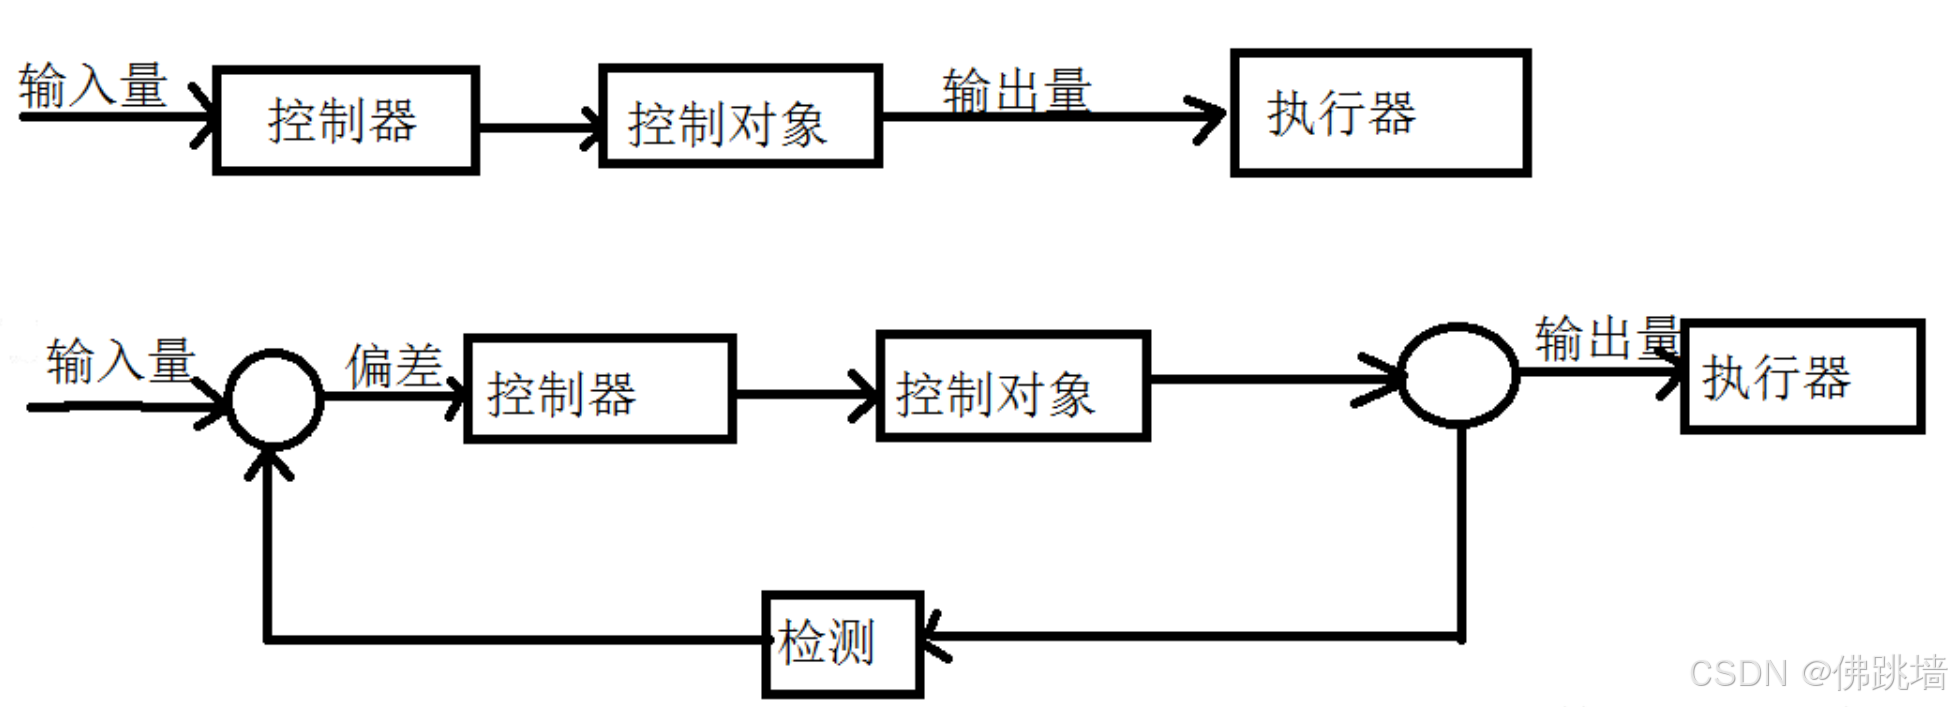 输入量
控制器
控制对象
输出量
执行器
输入量
偏差
控制器
控制对象
输出量
执行器
检测
CSDN @佛跳墙